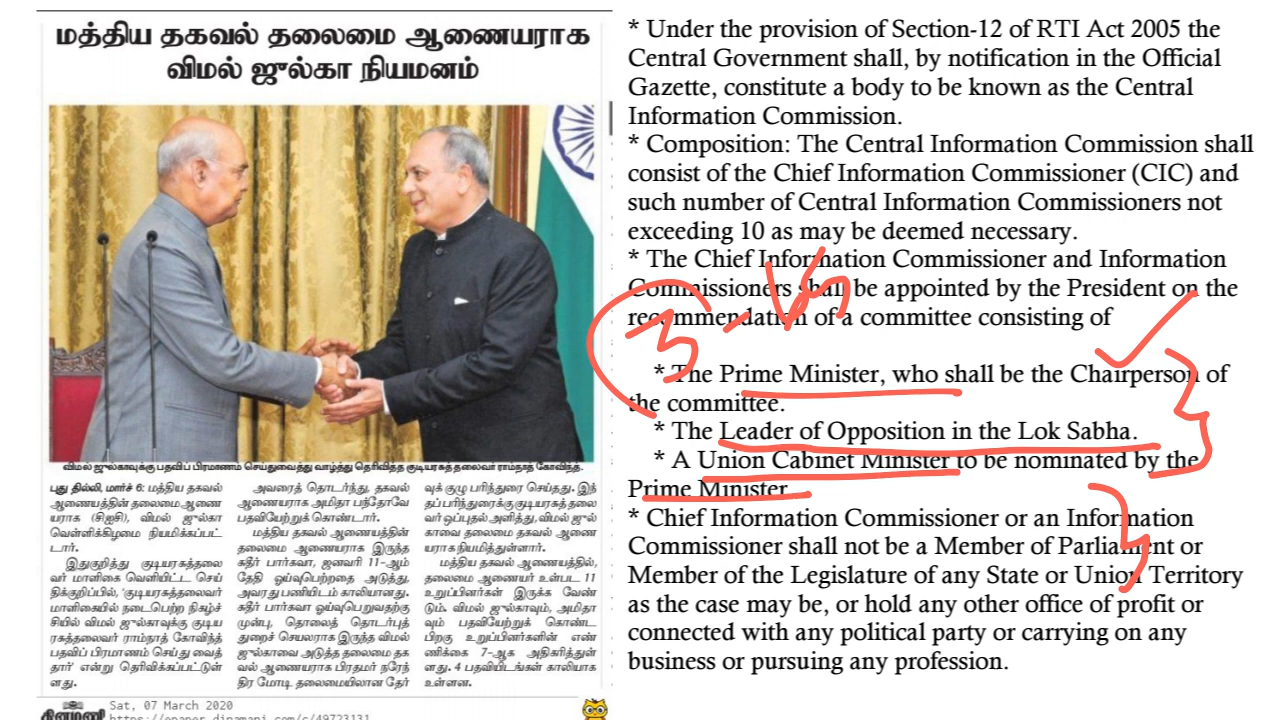 மத்திய தகவல் தலைமை ஆணையராக
விமல் ஜுல்கா நியமனம்
விமல் ஜுல்காவுக்கு பதவிப் பிரமாணம் செய்துவைத்து வாழ்த்து தெரிவித்த குடியரசுத் தலைவர் ராம்நாத் கோவிந்த்.
புது தில்லி, மார்ச் 6: மத்திய தகவல்
ஆணையத்தின் தலைமை ஆணை
யராக (சிஐசி), விமல் ஜுல்கா
வெள்ளிக்கிழமை நியமிக்கப்பட்
டார்.
இதுகுறித்து குடியரசுத்தலை
வர் மாளிகை வெளியிட்ட செய்
திக்குறிப்பில், 'குடியரசுத்தலைவர்
மாளிகையில் நடைபெற்ற நிகழ்ச்
சியில் விமல் ஜுல்காவுக்கு குடிய
ரசுத்தலைவர் ராம்நாத் கோவிந்த்
பதவிப் பிரமாணம் செய்து வைத்
தார்' என்று தெரிவிக்கப்பட்டுள்
ளது.
அவரைத் தொடர்ந்து, தகவல்
ஆணையராக அமிதா பந்தோவே
பதவியேற்றுக் கொண்டார்.
மத்திய தகவல் ஆணையத்தின்
தலைமை ஆணையராக இருந்த
சுதீர் பார்கவா, ஜனவரி 11-ஆம்
தேதி ஓய்வுபெற்றதை அடுத்து,
அவரது பணியிடம் காலியானது.
சுதீர் பார்கவா ஓய்வுபெறுவதற்கு
முன்பு, தொலைத் தொடர்புத்
துறைச் செயலராக இருந்த விமல்
ஜுல்காவை அடுத்த தலைமை தக
வல் ஆணையராக பிரதமர் நரேந்
திர மோடி தலைமையிலான தேர்
வுக் குழு பரிந்துரை செய்தது. இந்
தப் பரிந்துரைக்கு குடியரசுத் தலை
வர் ஒப்புதல் அளித்து, விமல் ஜுல்
காவை தலைமை தகவல் ஆணை
யராக நியமித்துள்ளார்.
மத்திய தகவல் ஆணையத்தில்,
தலைமை ஆணையர் உள்பட 11
உறுப்பினர்கள் இருக்க வேண்
டும். விமல் ஜுல்காவும், அமிதா
வும் பதவியேற்றுக் கொண்ட
பிறகு உறுப்பினர்களின் எண்
ணிக்கை 7-ஆக அதிகரித்துள்
ளது. 4 பதவியிடங்கள் காலியாக
உள்ளன.
தினமணி Sat, 07 March 2020
https://epaper.dinamani.com/c/49723131
* Under the provision of Section-12 of RTI Act 2005 the
Central Government shall, by notification in the Official
Gazette, constitute a body to be known as the Central
Information Commission.
* Composition: The Central Information Commission shall
consist of the Chief Information Commissioner (CIC) and
such number of Central Information Commissioners not
exceeding 10 as may be deemed necessary.
* The Chief Information Commissioner and Information
Commissioners shall be appointed by the President on the
recommendation of a committee consisting of
* The Prime Minister, who shall be the Chairperson of
the committee.
* The Leader of Opposition in the Lok Sabha.
* A Union Cabinet Minister to be nominated by the
Prime Minister.
* Chief Information Commissioner or an Information
Commissioner shall not be a Member of Parliament or
Member of the Legislature of any State or Union Territory
as the case may be, or hold any other office of profit or
connected with any political party or carrying on any
business or pursuing any profession.